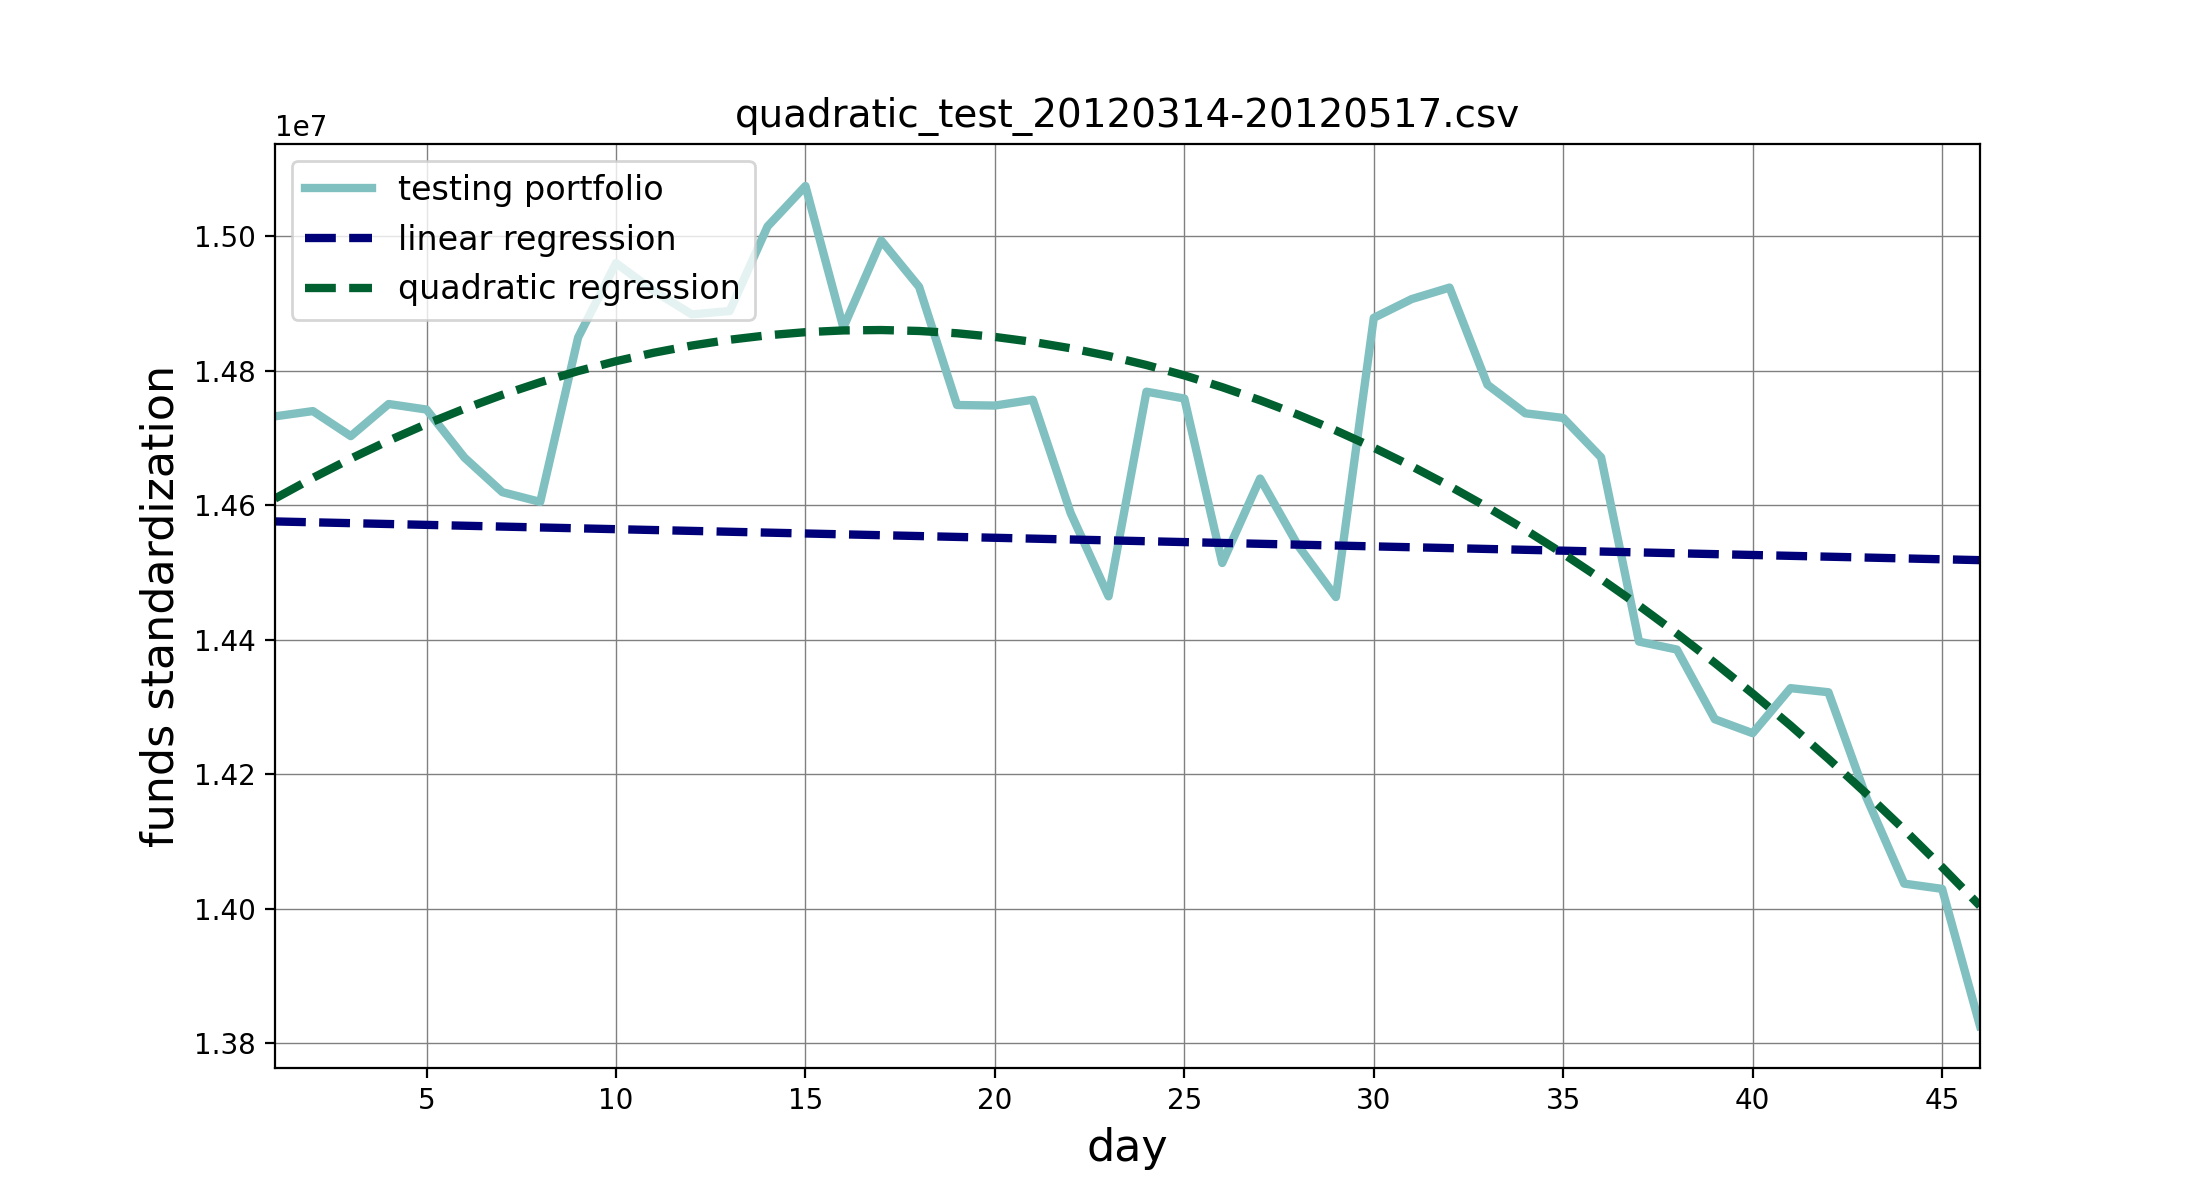 quadratic_test_20120314-20120517.csv
1e7
testing portfolio
linear regression
quadratic regression
funds standardization
1.50
1.48
1.46
1.44
1.42
1.40
1.38
5 10 15 20 25 30 35 40 45
day